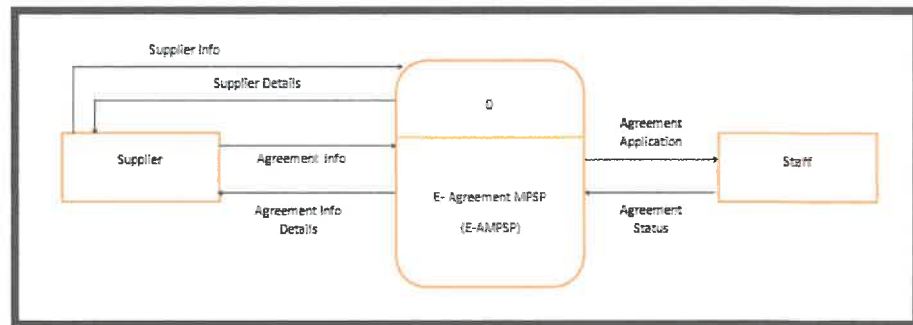 Supplier Info
Supplier Details
0
Agreement
Application
Supplier
Agreement Info
Staff
E- Agreement MPSP
(E-AMPSP)
Agreement Info
Details
Agreement
Status